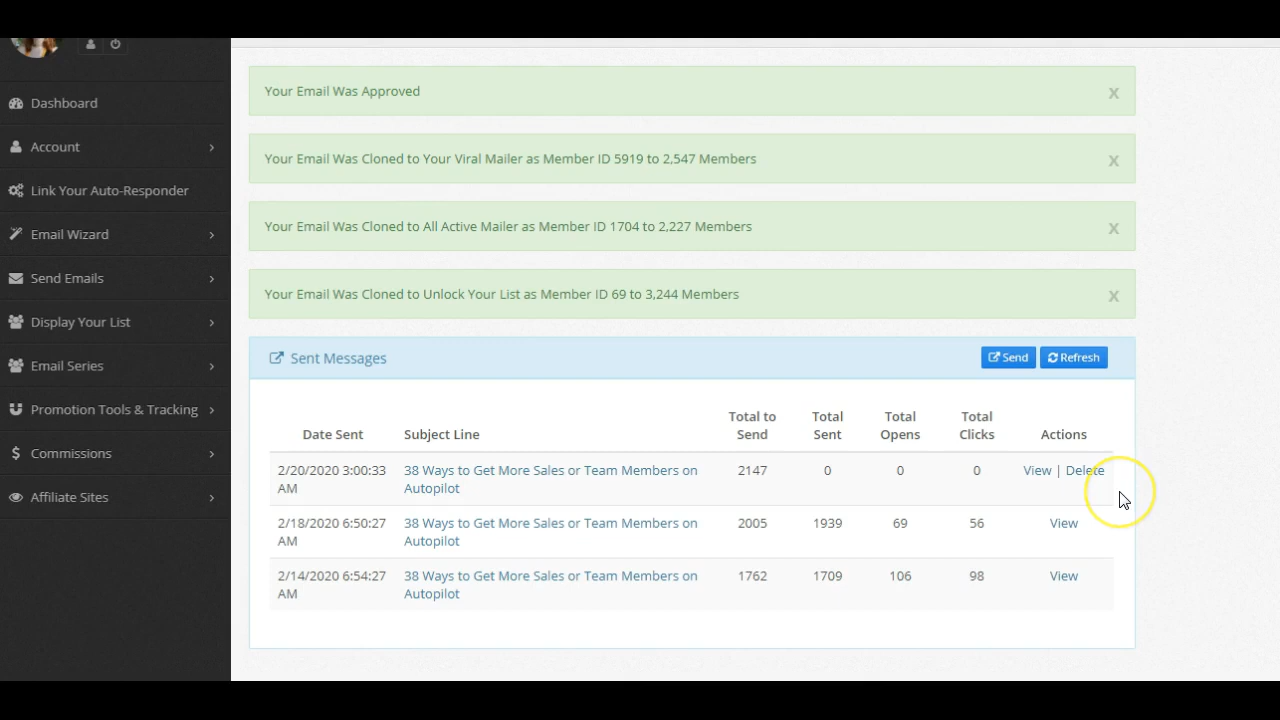 Dashboard
Account
Link Your Auto-Responder
Email Wizard
Send Emails
Display Your List
Email Series
Promotion Tools & Tracking
$ Commissions
Affiliate Sites
Your Email Was Approved x
Your Email Was Cloned to Your Viral Mailer as Member ID 5919 to 2,547 Members x
Your Email Was Cloned to All Active Mailer as Member ID 1704 to 2,227 Members x
Your Email Was Cloned to Unlock Your List as Member ID 69 to 3,244 Members x
Sent Messages Send Refresh
Total to Total Total Total
Date Sent Subject Line Send Sent Opens Clicks Actions
2/20/2020 3:00:33 38 Ways to Get More Sales or Team Members on 2147 0 0 0 View | Delete
AM Autopilot
2/18/2020 6:50:27 38 Ways to Get More Sales or Team Members on 2005 1939 69 56 View
AM Autopilot
2/14/2020 6:54:27 38 Ways to Get More Sales or Team Members on 1762 1709 106 98 View
AM Autopilot